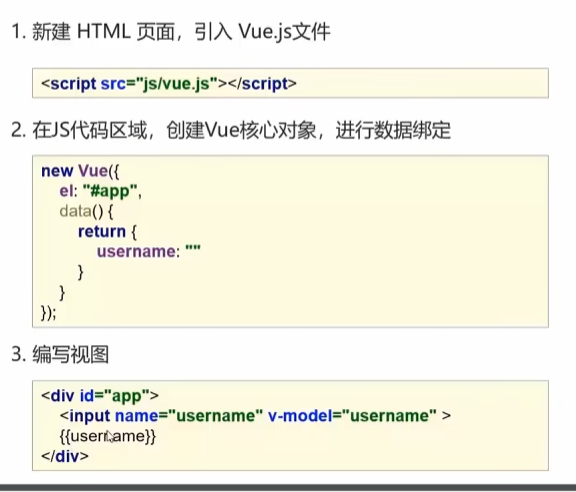 1. 新建 HTML 页面，引入 Vue.js文件
<script src="js/vue.js"></script>
2. 在JS代码区域，创建Vue核心对象，进行数据绑定
new Vue({
el: "#app",
data() {
return {
username: ""
}
}
});
3. 编写视图
<div id="app">
<input name="username" v-model="username" >
{{username}}
</div>